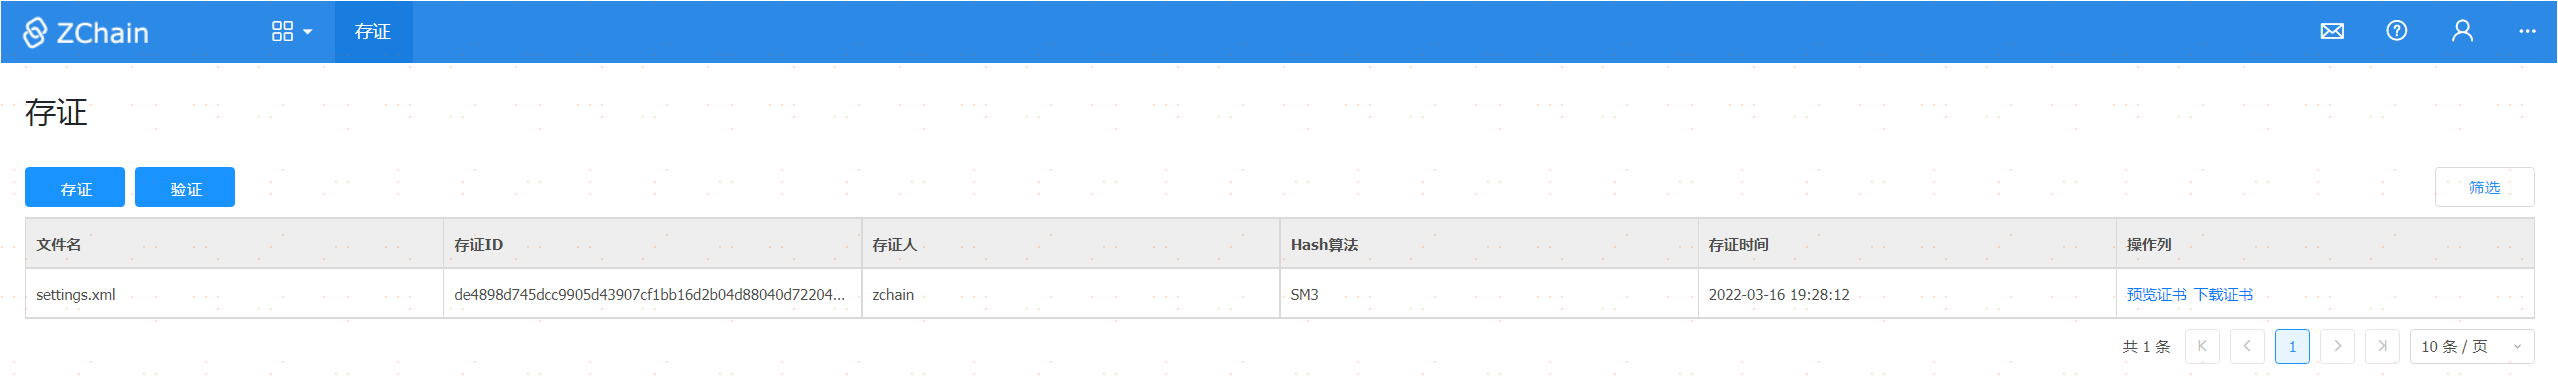 ZChain 存证
存证
存证 验证 筛选
文件名 存证ID 存证人 Hash算法 存证时间 操作列
settings.xml de4898d745dcc9905d43907cf1bb16d2b04d88040d72204... zchain SM3 2022-03-16 19:28:12 预览证书 下载证书
共 1 条 1 10 条 / 页